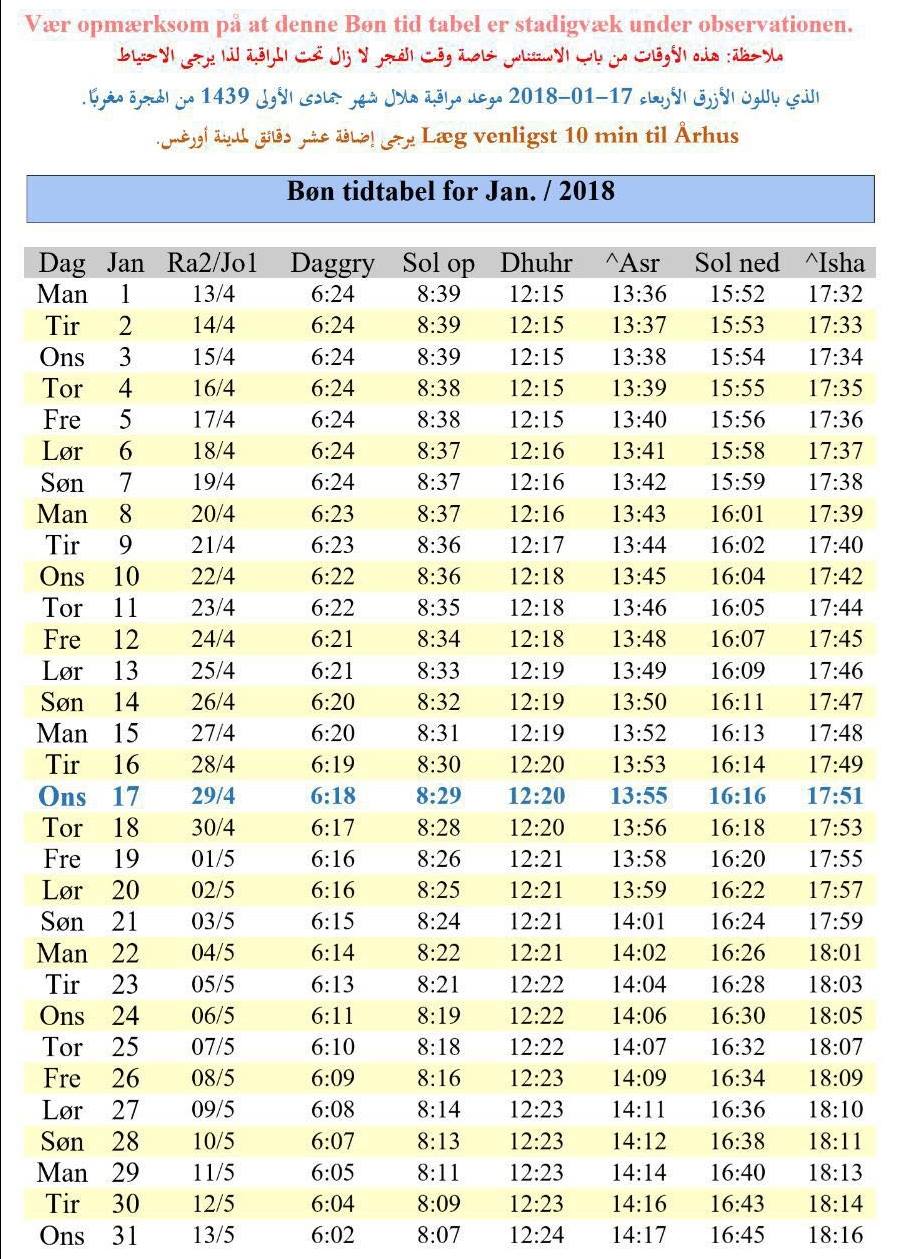 Vær opmærksom på at denne Bøn tid tabel er stadigvæk under observationen.
ملاحظة: هذه الأوقات من باب الاستئناس خاصة وقت الفجر لا زال تحت المراقبة لذا يرجى الاحتياط
الذي باللون الأزرق الأربعاء 17-01-2018 موعد مراقبة هلال شهر جمادى الأولى 1439 من الهجرة مغربًا.
Læg venligst 10 min til Århus يرجى إضافة عشر دقائق لمدينة أورغس.
Bøn tidtabel for Jan. / 2018
Dag Jan Ra2/Jo1 Daggry Sol op Dhuhr ^Asr Sol ned ^Isha
Man 1 13/4 6:24 8:39 12:15 13:36 15:52 17:32
Tir 2 14/4 6:24 8:39 12:15 13:37 15:53 17:33
Ons 3 15/4 6:24 8:39 12:15 13:38 15:54 17:34
Tor 4 16/4 6:24 8:38 12:15 13:39 15:55 17:35
Fre 5 17/4 6:24 8:38 12:15 13:40 15:56 17:36
Lør 6 18/4 6:24 8:37 12:16 13:41 15:58 17:37
Søn 7 19/4 6:24 8:37 12:16 13:42 15:59 17:38
Man 8 20/4 6:23 8:37 12:16 13:43 16:01 17:39
Tir 9 21/4 6:23 8:36 12:17 13:44 16:02 17:40
Ons 10 22/4 6:22 8:36 12:18 13:45 16:04 17:42
Tor 11 23/4 6:22 8:35 12:18 13:46 16:05 17:44
Fre 12 24/4 6:21 8:34 12:18 13:48 16:07 17:45
Lør 13 25/4 6:21 8:33 12:19 13:49 16:09 17:46
Søn 14 26/4 6:20 8:32 12:19 13:50 16:11 17:47
Man 15 27/4 6:20 8:31 12:19 13:52 16:13 17:48
Tir 16 28/4 6:19 8:30 12:20 13:53 16:14 17:49
Ons 17 29/4 6:18 8:29 12:20 13:55 16:16 17:51
Tor 18 30/4 6:17 8:28 12:20 13:56 16:18 17:53
Fre 19 01/5 6:16 8:26 12:21 13:58 16:20 17:55
Lør 20 02/5 6:16 8:25 12:21 13:59 16:22 17:57
Søn 21 03/5 6:15 8:24 12:21 14:01 16:24 17:59
Man 22 04/5 6:14 8:22 12:21 14:02 16:26 18:01
Tir 23 05/5 6:13 8:21 12:22 14:04 16:28 18:03
Ons 24 06/5 6:11 8:19 12:22 14:06 16:30 18:05
Tor 25 07/5 6:10 8:18 12:22 14:07 16:32 18:07
Fre 26 08/5 6:09 8:16 12:23 14:09 16:34 18:09
Lør 27 09/5 6:08 8:14 12:23 14:11 16:36 18:10
Søn 28 10/5 6:07 8:13 12:23 14:12 16:38 18:11
Man 29 11/5 6:05 8:11 12:23 14:14 16:40 18:13
Tir 30 12/5 6:04 8:09 12:23 14:16 16:43 18:14
Ons 31 13/5 6:02 8:07 12:24 14:17 16:45 18:16